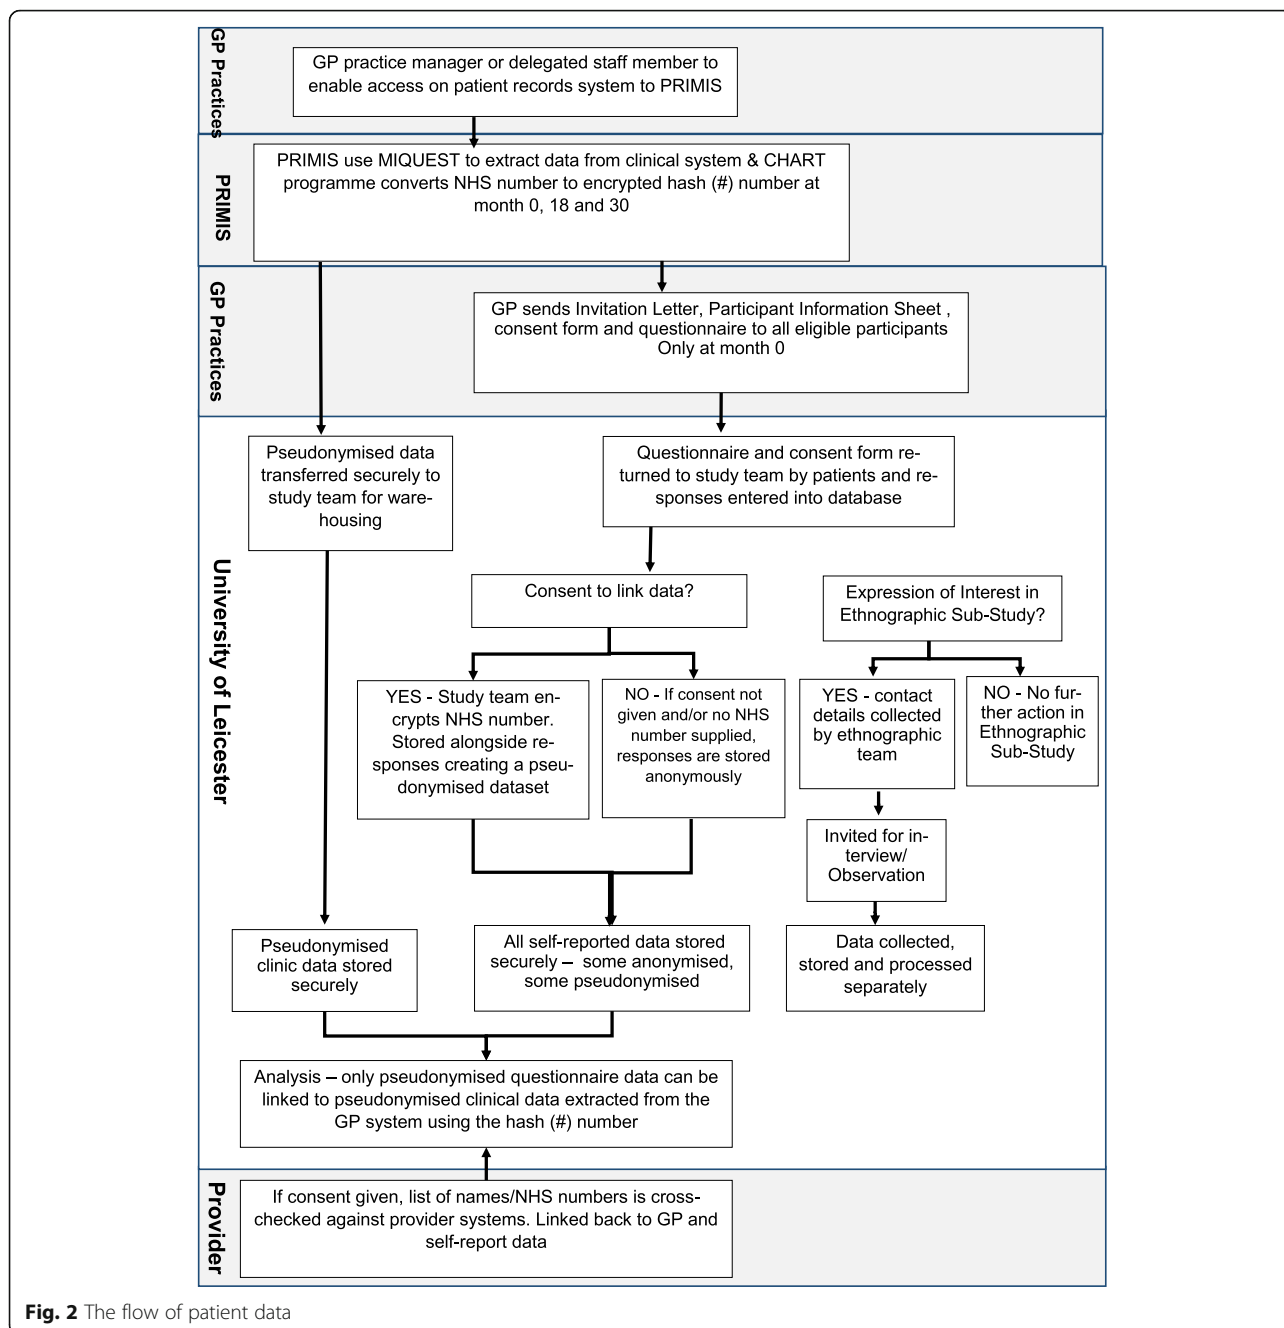 GP Practices
GP practice manager or delegated staff member to
enable access on patient records system to PRIMIS
PRIMIS
PRIMIS use MIQUEST to extract data from clinical system & CHART
programme converts NHS number to encrypted hash (#) number at
month 0, 18 and 30
GP Practices
GP sends Invitation Letter, Participant Information Sheet ,
consent form and questionnaire to all eligible participants
Only at month 0
University of Leicester
Pseudonymised data
transferred securely to
study team for ware-
housing
Questionnaire and consent form re-
turned to study team by patients and re-
sponses entered into database
Consent to link data?
Expression of Interest in
Ethnographic Sub-Study?
YES - Study team en-
crypts NHS number.
Stored alongside re-
sponses creating a pseu-
donymised dataset
NO - If consent not
given and/or no NHS
number supplied,
responses are stored
anonymously
YES - contact
details collected
by ethnographic
team
NO - No fur-
ther action in
Ethnographic
Sub-Study
Invited for in-
terview/
Observation
Pseudonymised
clinic data stored
securely
All self-reported data stored
securely – some anonymised,
some pseudonymised
Data collected,
stored and processed
separately
Analysis – only pseudonymised questionnaire data can be
linked to pseudonymised clinical data extracted from the
GP system using the hash (#) number
Provider
If consent given, list of names/NHS numbers is cross-
checked against provider systems. Linked back to GP and
self-report data
Fig. 2 The flow of patient data